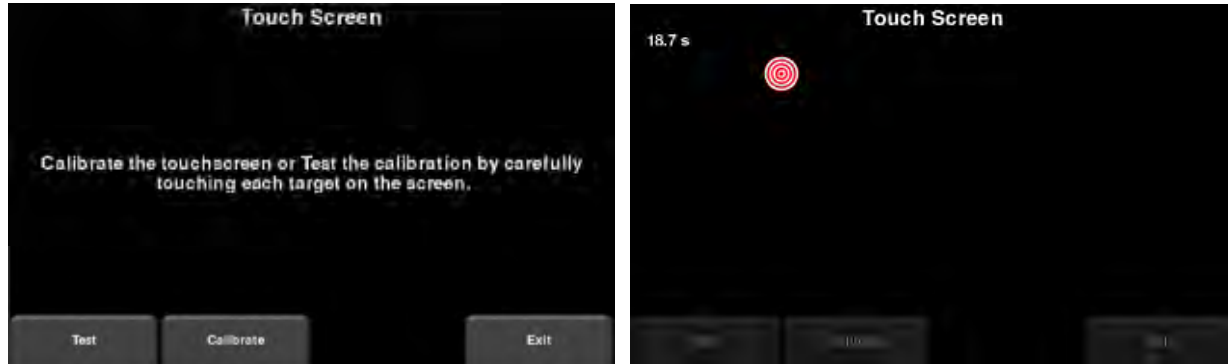 Touch Screen
Calibrate the touchscreen or Test the calibration by carefully
touching each target on the screen.
Test
Calibrate
Exit
Touch Screen
18.7 s